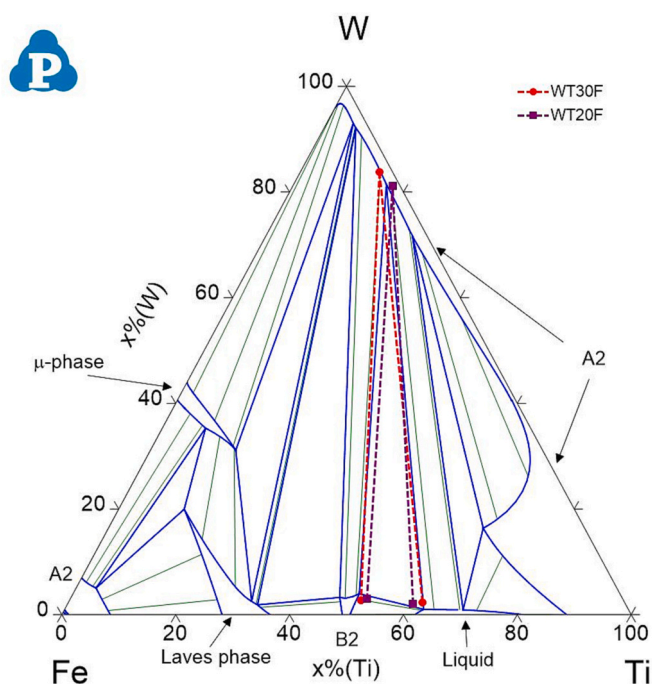 W
P
100
WT30F
WT20F
80
x%(W)
60
μ-phase
A2
40
20
A2
0
0
20
40
B2
60
80
100
Laves phase
Liquid
Fe
x%(Ti)
Ti